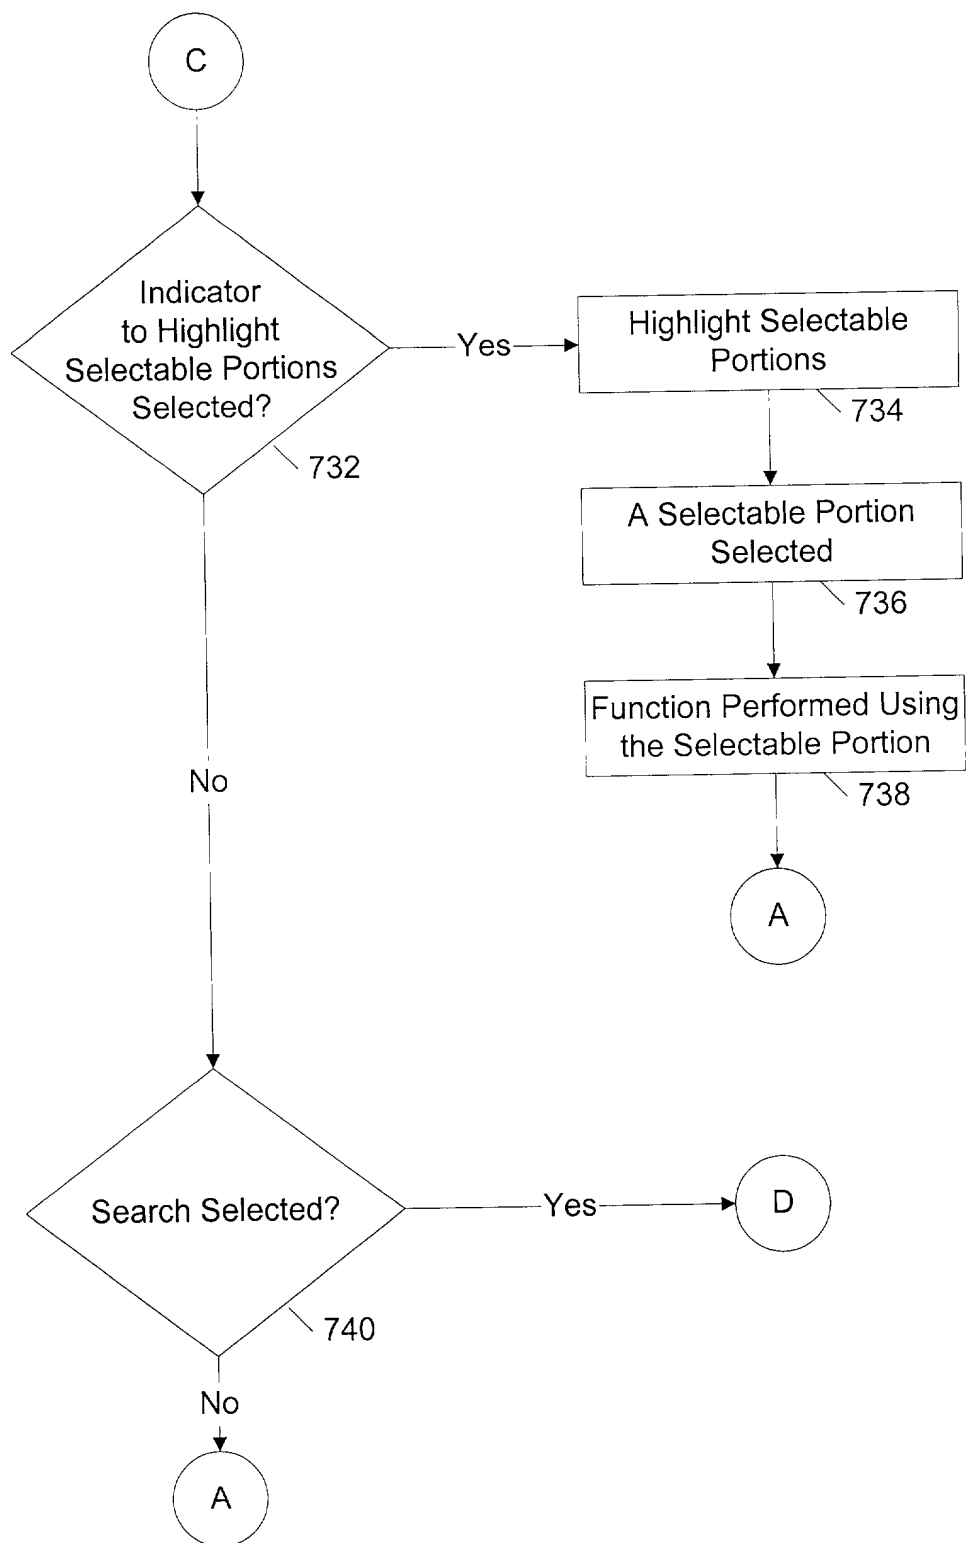 C
Indicator
to Highlight
Selectable Portions
Selected?
732
Yes
Highlight Selectable
Portions
734
A Selectable Portion
Selected
736
Function Performed Using
the Selectable Portion
738
A
No
Search Selected?
740
Yes
D
No
A